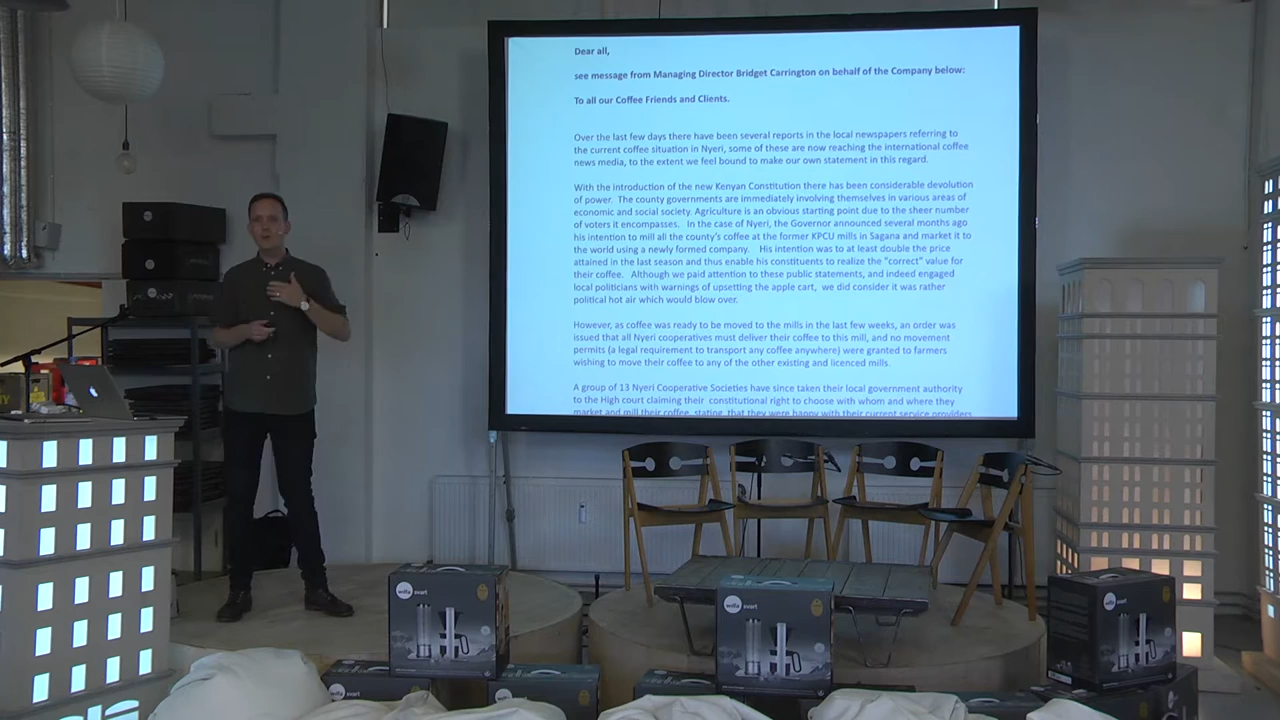 Dear all,
see message from Managing Director Bridget Carrington on behalf of the Company below:
To all our Coffee Friends and Clients.
Over the last few days there have been several reports in the local newspapers referring to
the current coffee situation in Nyeri, some of these are now reaching the international coffee
news media, to the extent we feel bound to make our own statement in this regard.
With the introduction of the new Kenyan Constitution there has been considerable devolution
of power. The county governments are immediately involving themselves in various areas of
economic and social society. Agriculture is an obvious starting point due to the sheer number
of voters it encompasses. In the case of Nyeri, the Governor announced several months ago
his intention to mill all the county's coffee at the former KPCU mills in Sagana and market it to
the world using a newly formed company. His intention was to at least double the price
attained in the last season and thus enable his constituents to realize the "correct" value for
their coffee. Although we paid attention to these public statements, and indeed engaged
local politicians with warnings of upsetting the apple cart, we did consider it was rather
political hot air which would blow over.
However, as coffee was ready to be moved to the mills in the last few weeks, an order was
issued that all Nyeri cooperatives must deliver their coffee to this mill, and no movement
permits (a legal requirement to transport any coffee anywhere) were granted to farmers
wishing to move their coffee to any of the other existing and licenced mills.
A group of 13 Nyeri Cooperative Societies have since taken their local government authority
to the High court claiming their constitutional right to choose with whom and where they
market and mill their coffee, stating that they were happy with their current service providers
wilfa svart
wilfa svart
wilfa svart
wilfa